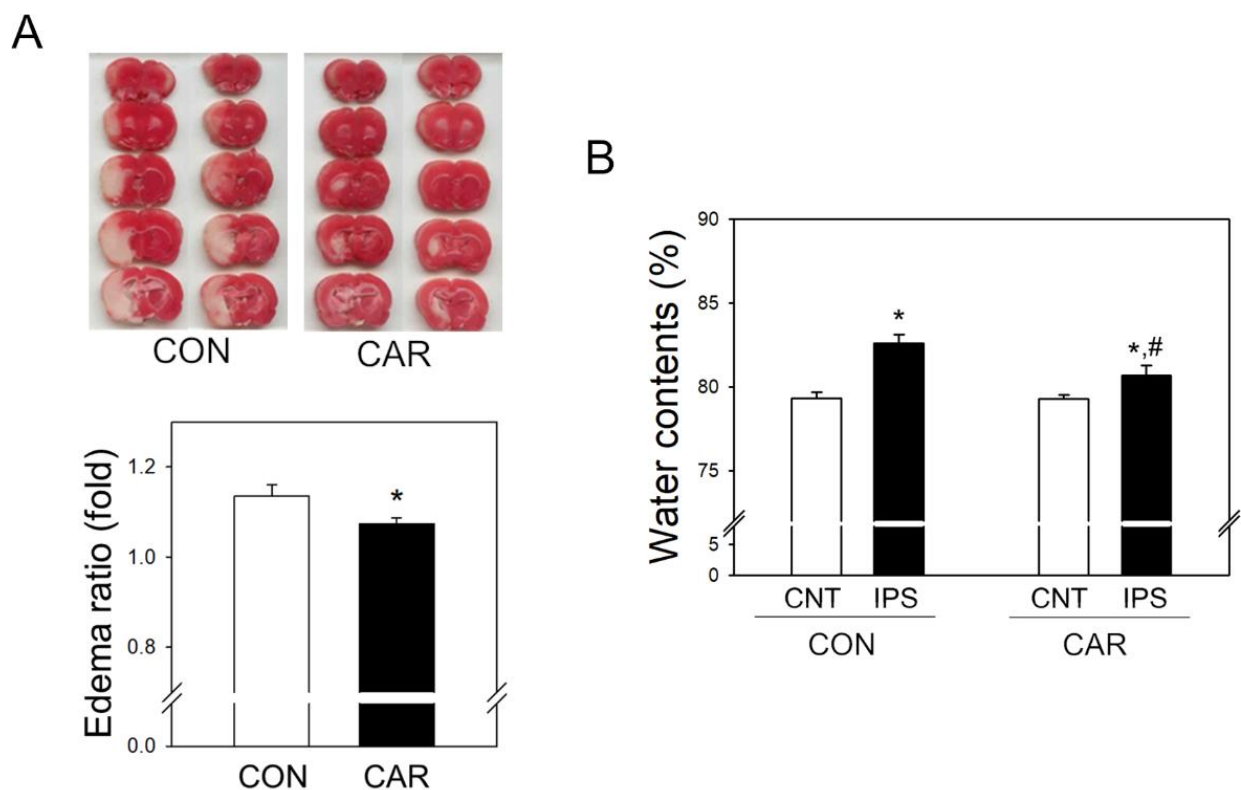 A
CON CAR
Edema ratio (fold)
1.2
*
1.0
0.8
0.0
CON CAR
B
Water contents (%)
90
85
*
*,#
80
75
5
0
CNT IPS CNT IPS
CON CAR